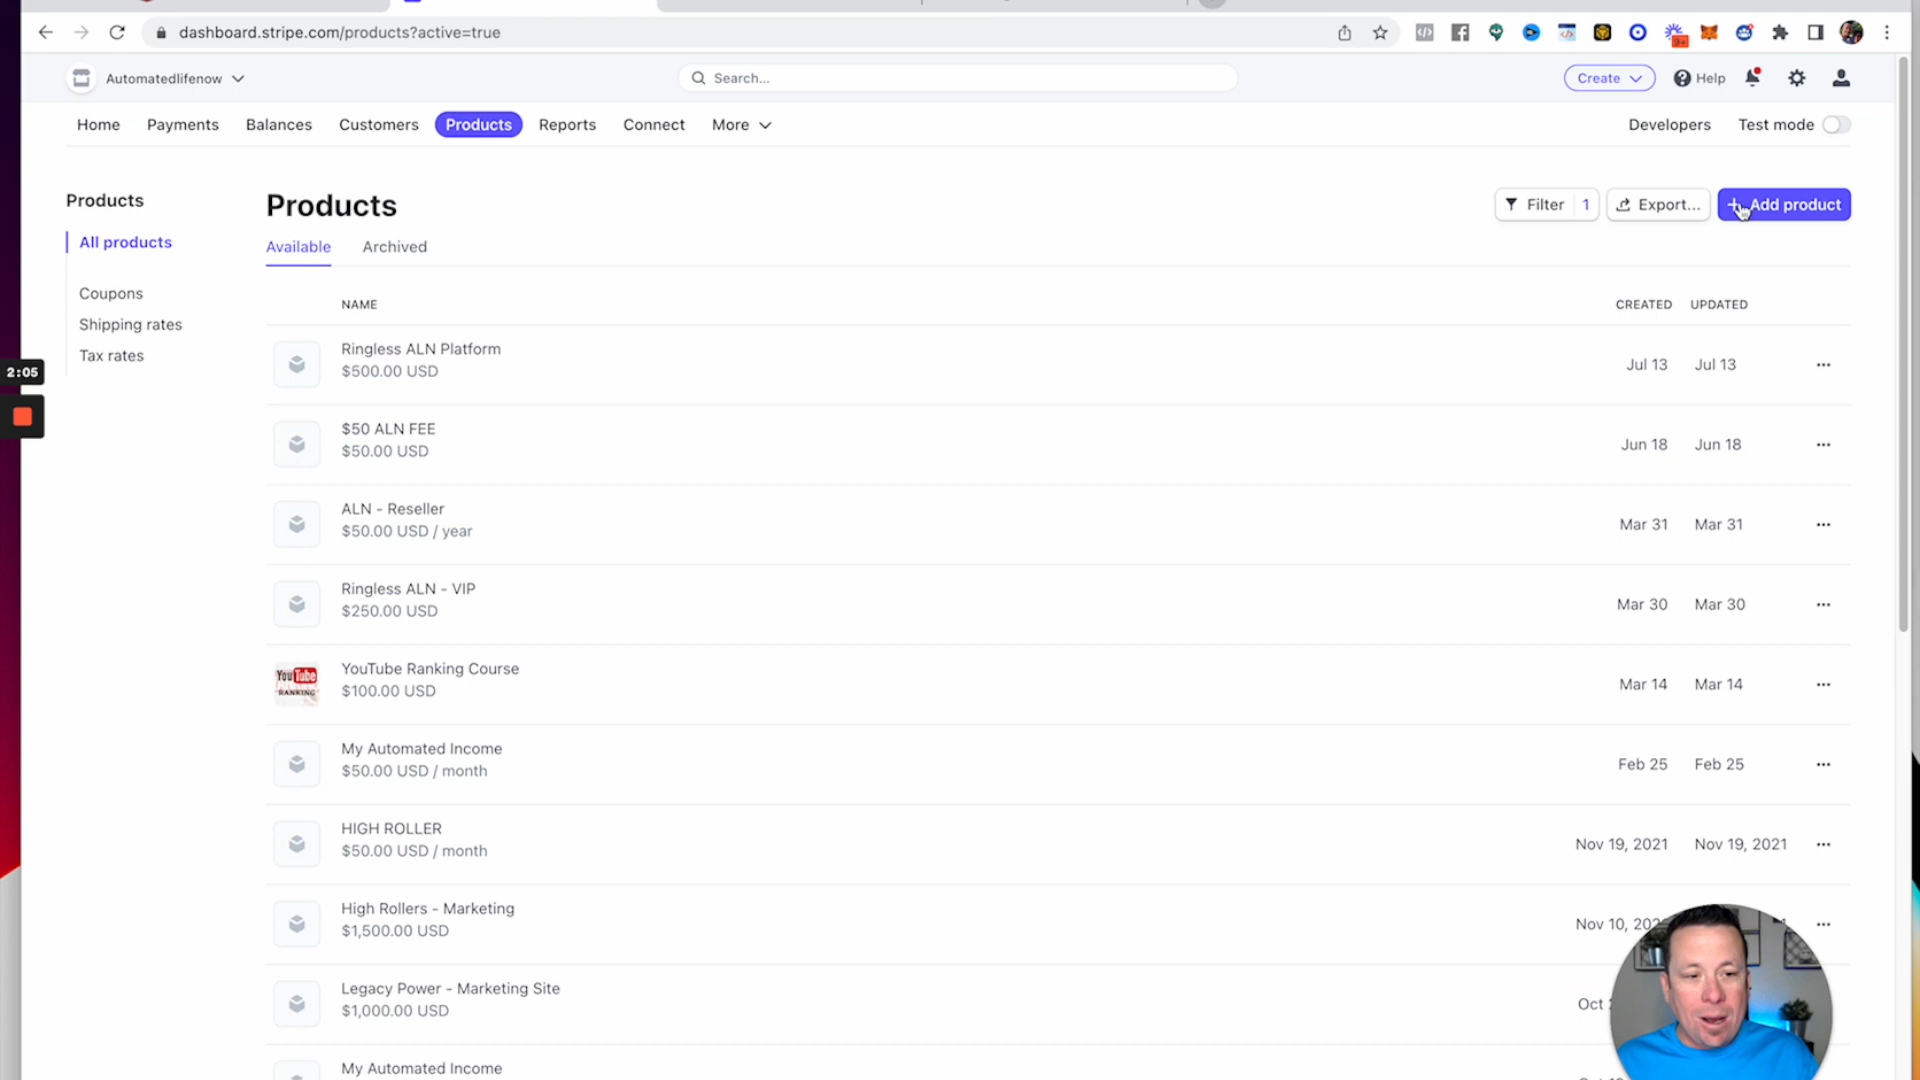 dashboard.stripe.com/products?active=true
9+
Automatedlifenow
Search...
Create
Help
Home
Payments
Balances
Customers
Products
Reports
Connect
More
Developers
Test mode
Products
All products
Coupons
Shipping rates
Tax rates
Products
Filter 1
Export...
Add product
Available
Archived
NAME
CREATED
UPDATED
Ringless ALN Platform
$500.00 USD
Jul 13
Jul 13
2:05
$50 ALN FEE
$50.00 USD
Jun 18
Jun 18
ALN - Reseller
$50.00 USD / year
Mar 31
Mar 31
Ringless ALN - VIP
$250.00 USD
Mar 30
Mar 30
YouTube RANKING
YouTube Ranking Course
$100.00 USD
Mar 14
Mar 14
My Automated Income
$50.00 USD / month
Feb 25
Feb 25
HIGH ROLLER
$50.00 USD / month
Nov 19, 2021
Nov 19, 2021
High Rollers - Marketing
$1,500.00 USD
Nov 10,
Legacy Power - Marketing Site
$1,000.00 USD
Oct
My Automated Income